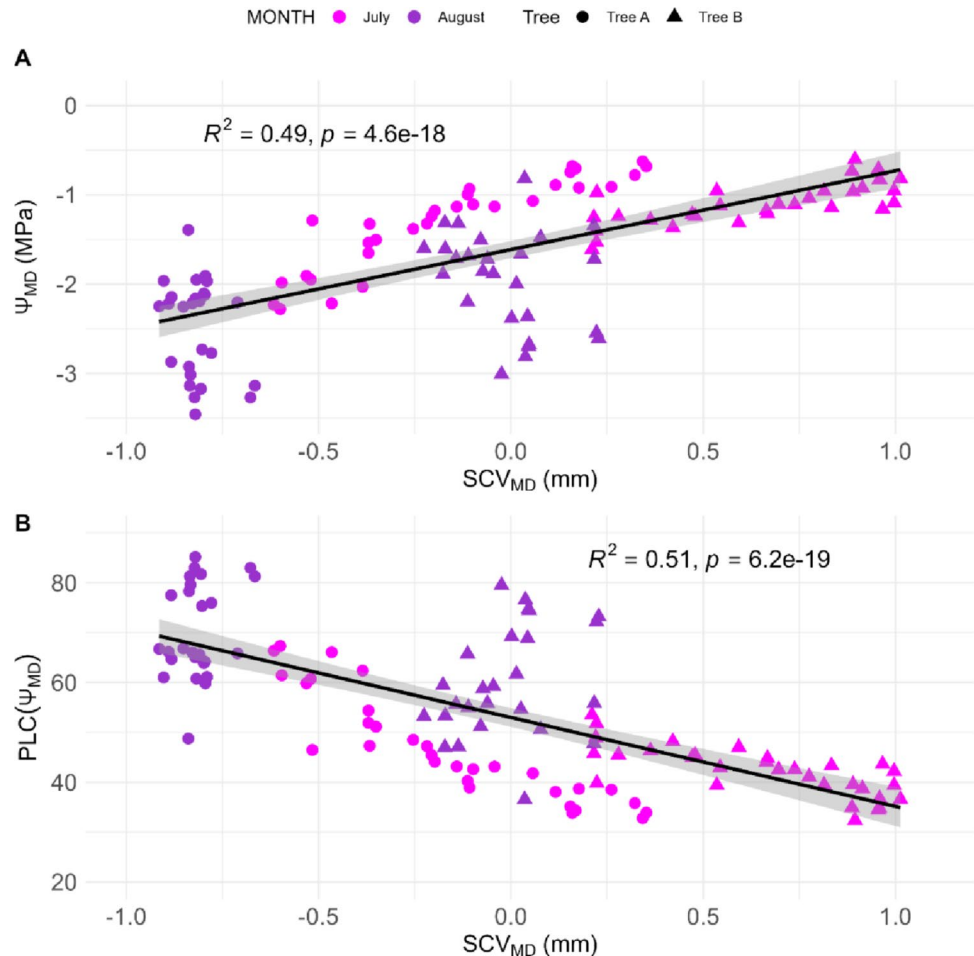 MONTH July August Tree Tree A Tree B
A
R² = 0.49, p = 4.6e-18
0
-1
-2
-3
Ψ_MD (MPa)
-1.0 -0.5 0.0 0.5 1.0
SCV_MD (mm)
B
R² = 0.51, p = 6.2e-19
80
60
40
20
PLC(Ψ_MD)
-1.0 -0.5 0.0 0.5 1.0
SCV_MD (mm)